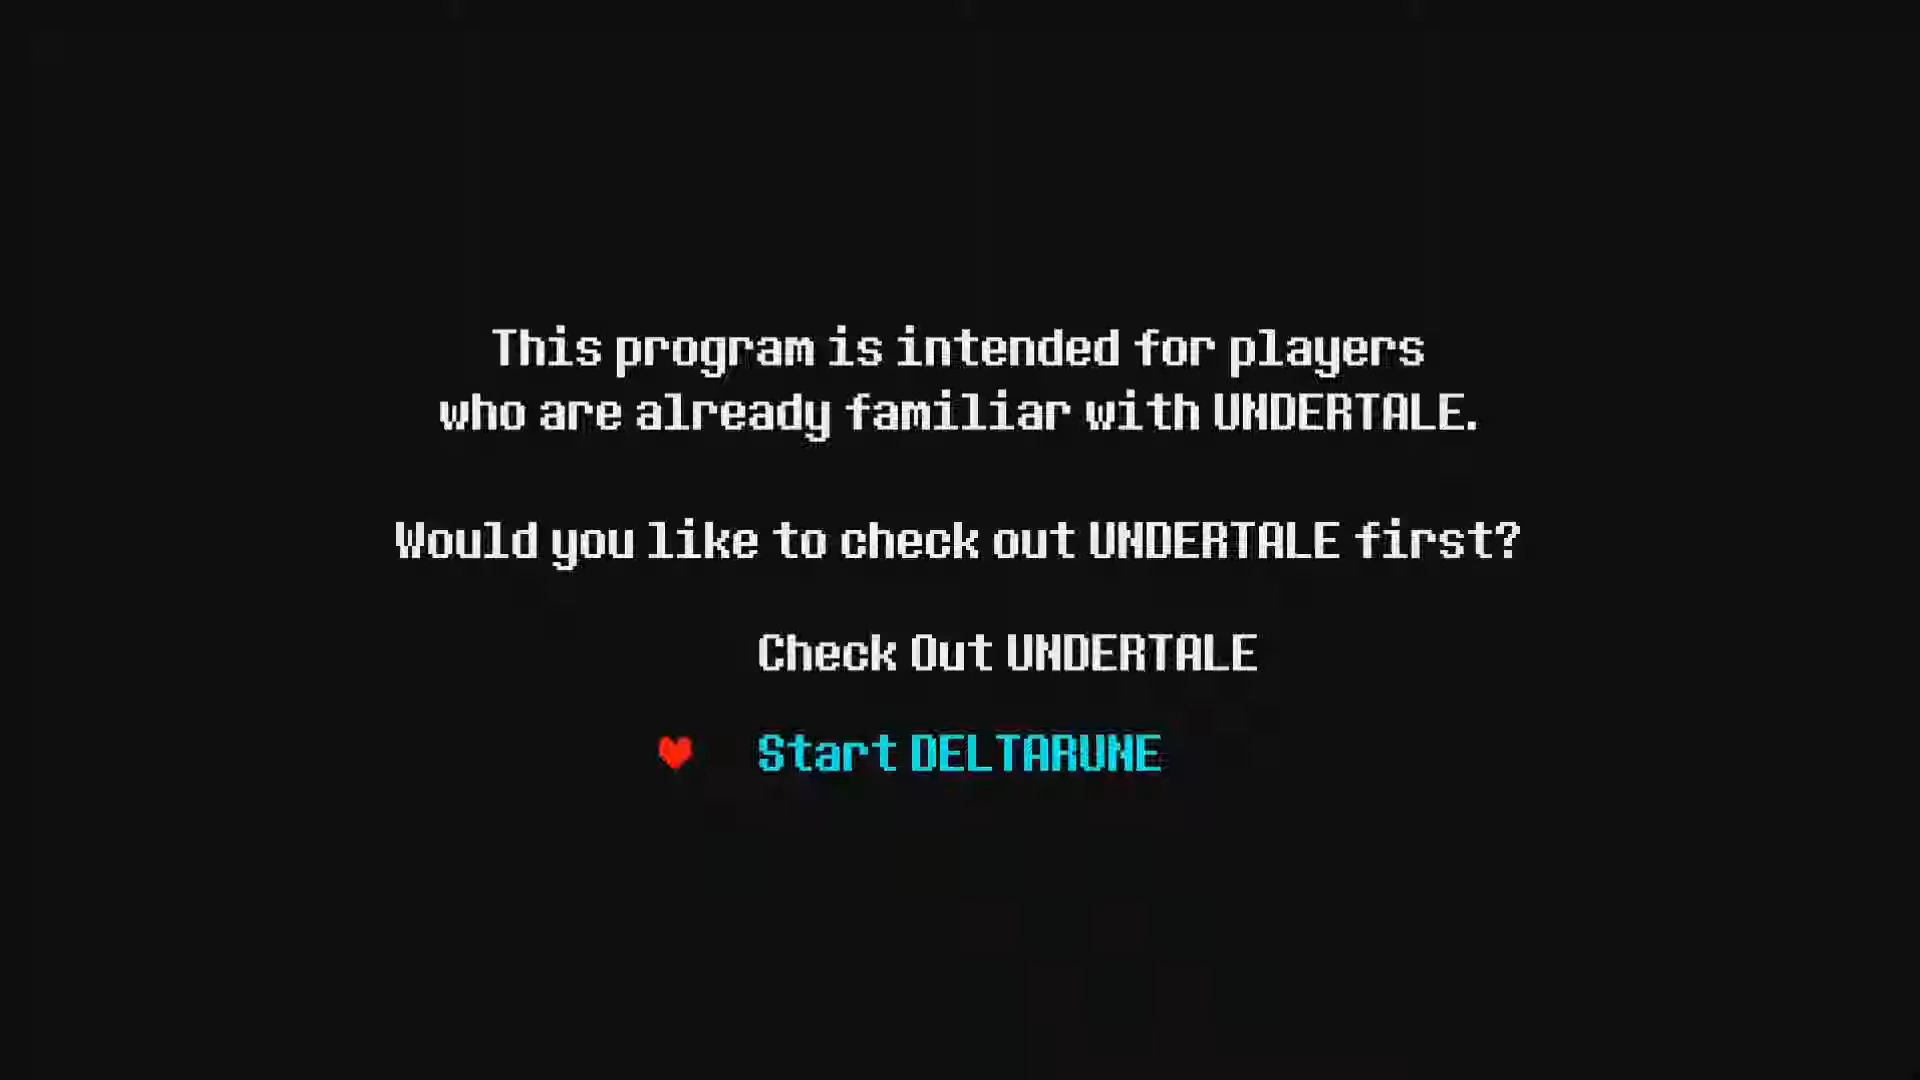 This program is intended for players
who are already familiar with UNDERTALE.
Would you like to check out UNDERTALE first?
Check Out UNDERTALE
Start DELTARUNE